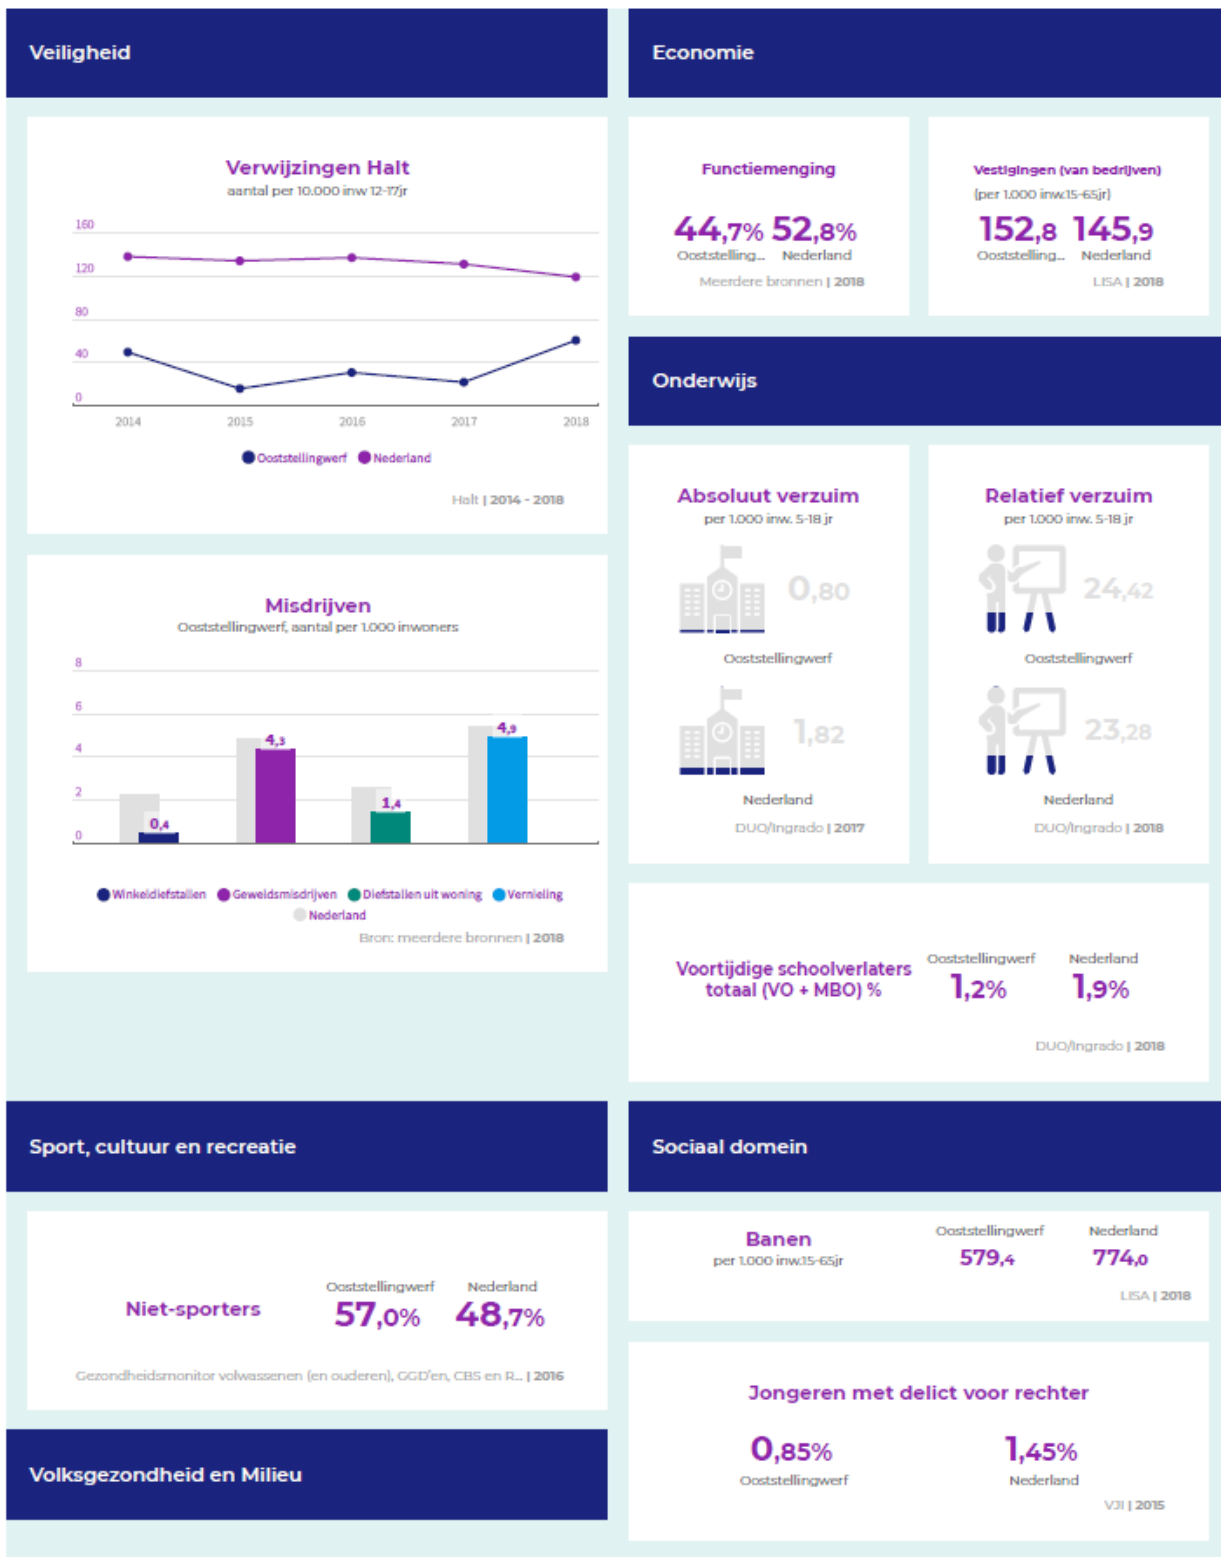 Veiligheid
Verwijzingen Halt
aantal per 10.000 inw 12-17jr
160
120
80
40
0
2014 2015 2016 2017 2018
Ooststellingwerf Nederland
Halt | 2014 - 2018
Misdrijven
Ooststellingwerf, aantal per 1.000 inwoners
8
6
4
2
0
0,4 4,3 1,4 4,9
Winkeldiefstallen Geweldsmisdrijven Diefstallen uit woning Vernieling
Nederland
Bron: meerdere bronnen | 2018
Economie
Functiemenging
44,7% 52,8%
Ooststelling... Nederland
Meerdere bronnen | 2018
Vestigingen (van bedrijven)
(per 1.000 inw.15-65jr)
152,8 145,9
Ooststelling... Nederland
LISA | 2018
Onderwijs
Absoluut verzuim
per 1.000 inw. 5-18 jr
0,80
Ooststellingwerf
1,82
Nederland
DUO/Ingrado | 2017
Relatief verzuim
per 1.000 inw. 5-18 jr
24,42
Ooststellingwerf
23,28
Nederland
DUO/Ingrado | 2018
Voortijdige schoolverlaters
totaal (VO + MBO) %
Ooststellingwerf Nederland
1,2% 1,9%
DUO/Ingrado | 2018
Sport, cultuur en recreatie
Niet-sporters
Ooststellingwerf Nederland
57,0% 48,7%
Gezondheidsmonitor volwassenen (en ouderen), GGD'en, CBS en R... | 2016
Volksgezondheid en Milieu
Sociaal domein
Banen
per 1.000 inw.15-65jr
Ooststellingwerf Nederland
579,4 774,0
LISA | 2018
Jongeren met delict voor rechter
0,85% 1,45%
Ooststellingwerf Nederland
VJI | 2015